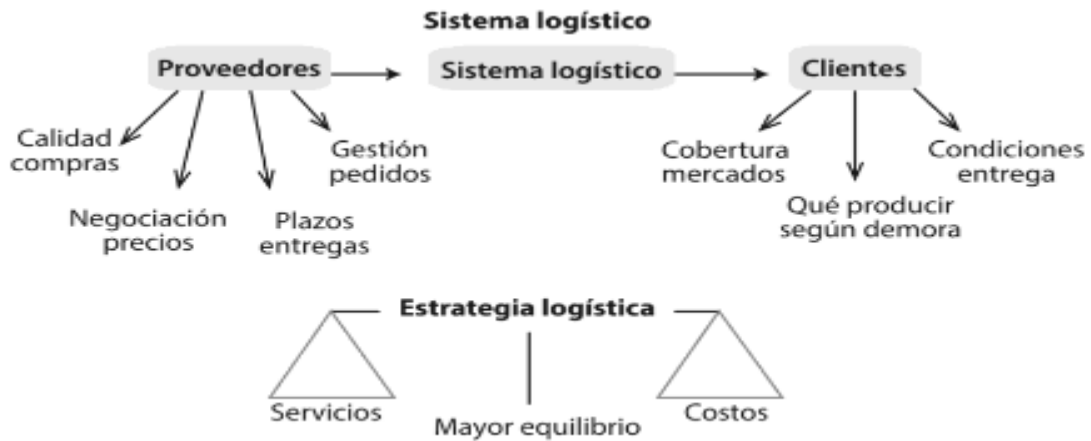 Sistema logístico
Proveedores
Sistema logístico
Clientes
Calidad
compras
Negociación
precios
Plazos
entregas
Gestión
pedidos
Cobertura
mercados
Qué producir
según demora
Condiciones
entrega
Estrategia logística
Servicios
Mayor equilibrio
Costos